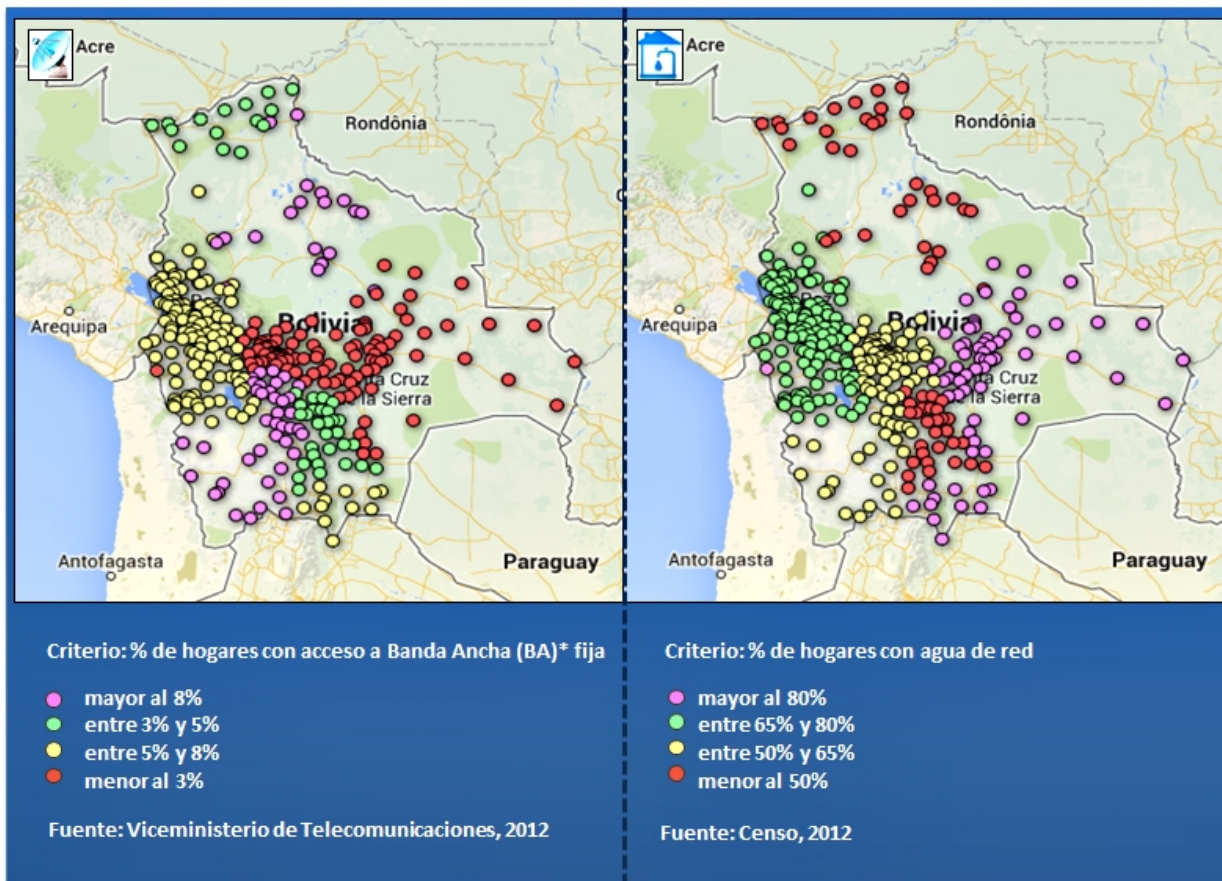 Acre
Rondônia
Arequipa
Bolivia
Cruz
la Sierra
Antofagasta
Paraguay
Criterio: % de hogares con acceso a Banda Ancha (BA)* fija
mayor al 8%
entre 3% y 5%
entre 5% y 8%
menor al 3%
Fuente: Viceministerio de Telecomunicaciones, 2012
Acre
Rondônia
Arequipa
Bolivia
Cruz
la Sierra
Antofagasta
Paraguay
Criterio: % de hogares con agua de red
mayor al 80%
entre 65% y 80%
entre 50% y 65%
menor al 50%
Fuente: Censo, 2012